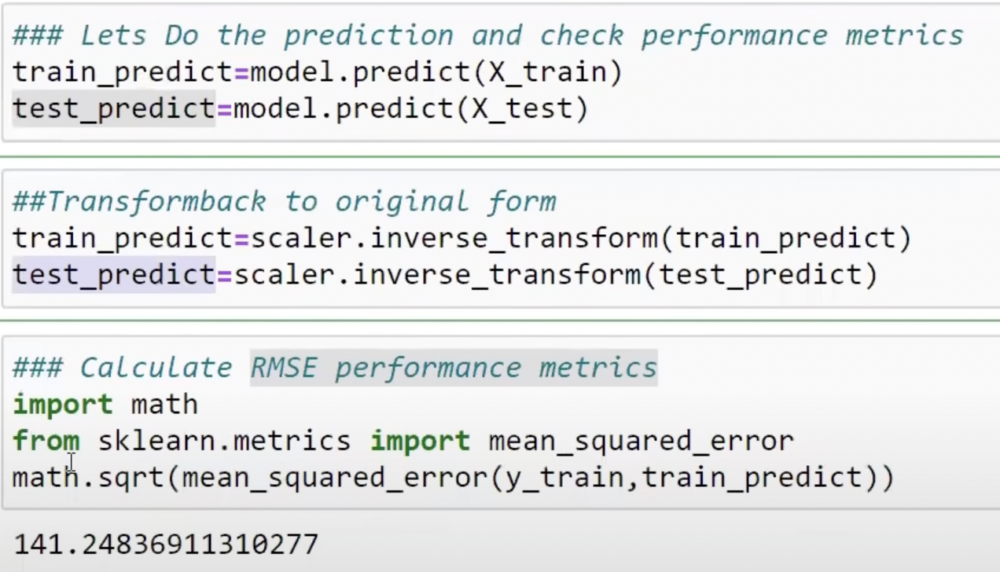 ### Lets Do the prediction and check performance metrics
train_predict=model.predict(X_train)
test_predict=model.predict(X_test)
##Transformback to original form
train_predict=scaler.inverse_transform(train_predict)
test_predict=scaler.inverse_transform(test_predict)
### Calculate RMSE performance metrics
import math
from sklearn.metrics import mean_squared_error
math.sqrt(mean_squared_error(y_train,train_predict))
141.24836911310277